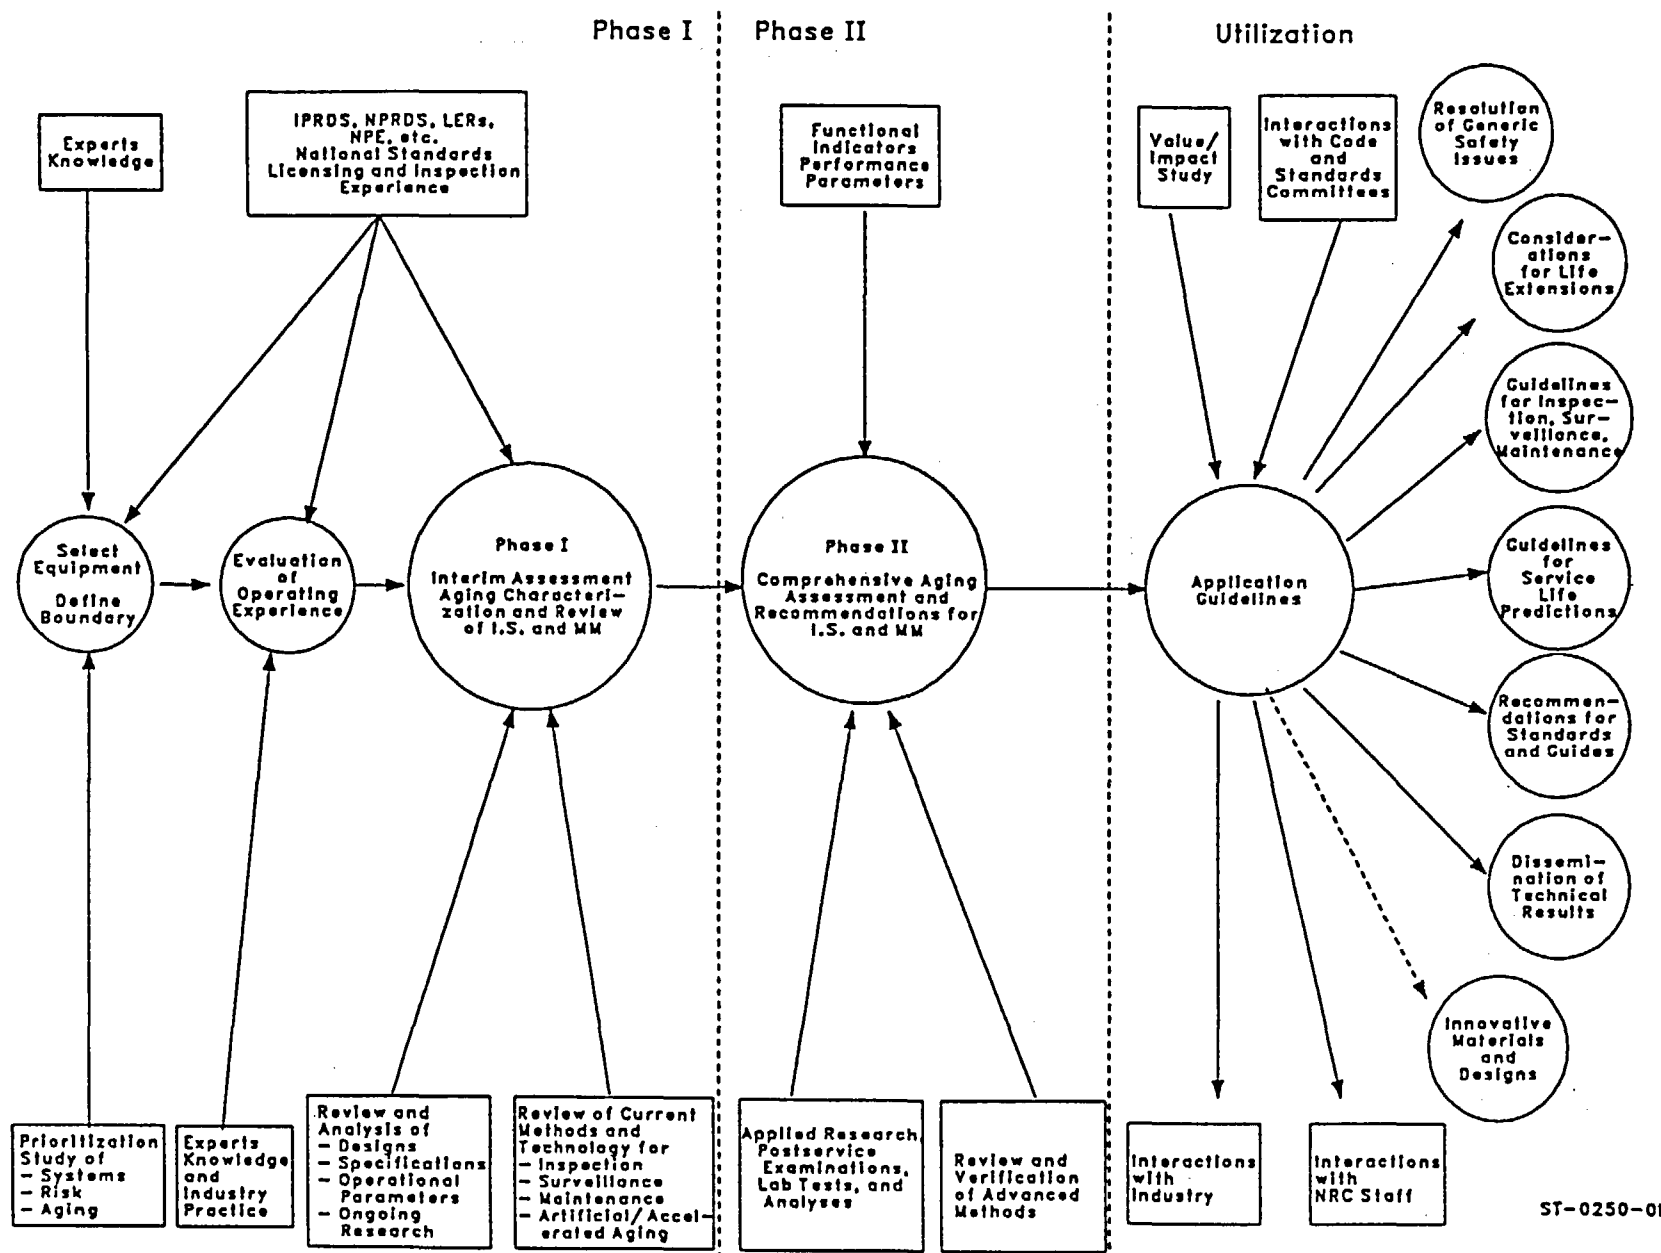 Phase I
Phase II
Utilization
Experts
Knowledge
IPRDS, NPRDS, LERs,
NPE, etc.
National Standards
Licensing and Inspection
Experience
Functional
Indicators
Performance
Parameters
Value/
Impact
Study
Interactions
with Code
and
Standards
Committees
Resolution
of Generic
Safety
Issues
Consider-
ations
for Life
Extensions
Guidelines
for Inspec-
tion, Sur-
veillance,
Maintenance
Select
Equipment
Define
Boundary
Evaluation
of
Operating
Experience
Phase I
Interim Assessment
Aging Characteri-
zation and Review
of I.S. and MM
Phase II
Comprehensive Aging
Assessment and
Recommendations for
I.S. and MM
Application
Guidelines
Guidelines
for
Service
Life
Predictions
Recommen-
dations for
Standards
and Guides
Dissemi-
nation of
Technical
Results
Innovative
Materials
and
Designs
Prioritization
Study of
- Systems
- Risk
- Aging
Experts
Knowledge
and
Industry
Practice
Review and
Analysis of
- Designs
- Specifications
- Operational
Parameters
- Ongoing
Research
Review of Current
Methods and
Technology for
- Inspection
- Surveillance
- Maintenance
- Artificial/Accel-
erated Aging
Applied Research,
Postservice
Examinations,
Lab Tests, and
Analyses
Review and
Verification
of Advanced
Methods
Interactions
with
Industry
Interactions
with
NRC Staff